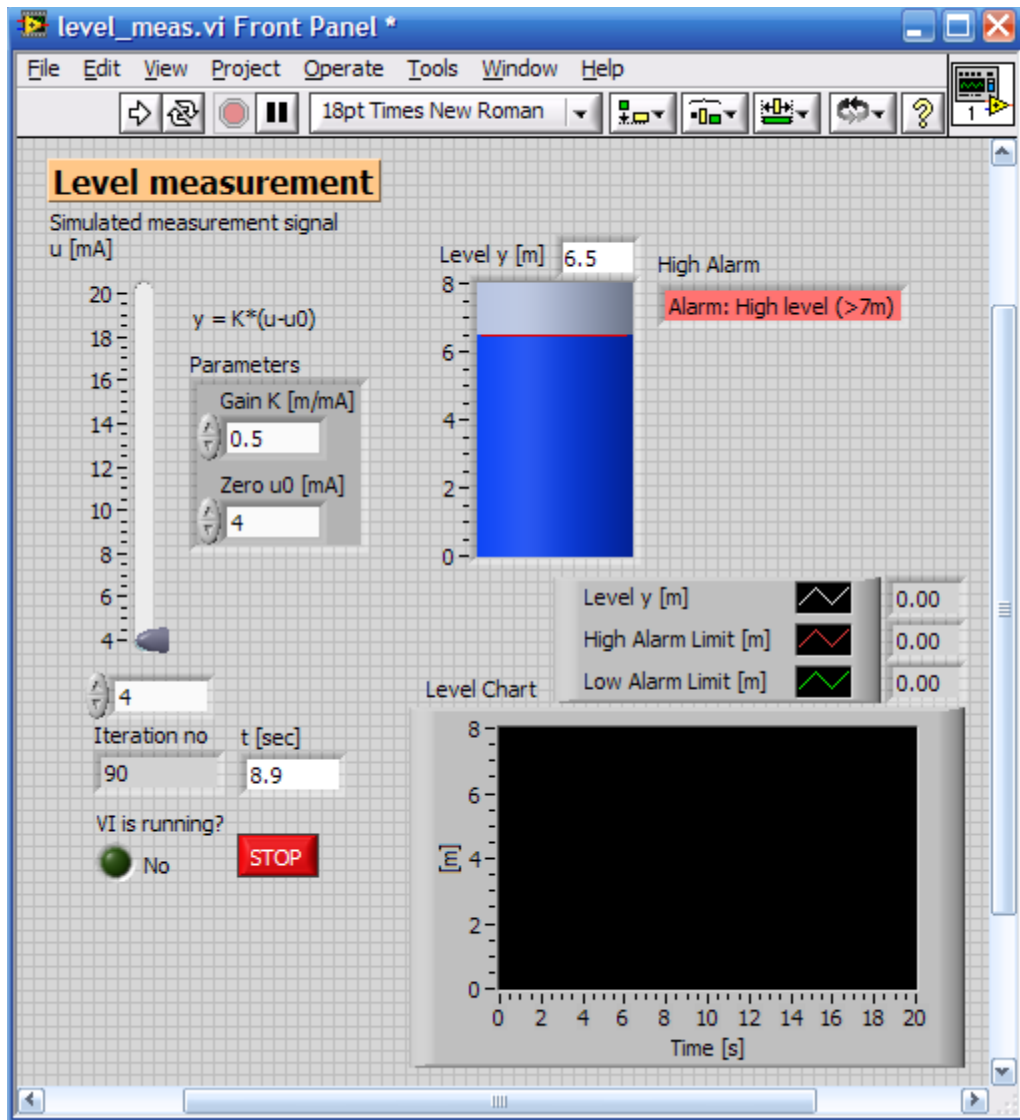 level_meas.vi Front Panel *
File Edit View Project Operate Tools Window Help
18pt Times New Roman
?
1
Level measurement
Simulated measurement signal
u [mA]
20
18
16
14
12
10
8
6
4
4
y = K*(u-u0)
Parameters
Gain K [m/mA]
0.5
Zero u0 [mA]
4
Level y [m] 6.5
8
6
4
2
0
High Alarm
Alarm: High level (>7m)
Iteration no
90
t [sec]
8.9
VI is running?
No
STOP
Level y [m] 0.00
High Alarm Limit [m] 0.00
Low Alarm Limit [m] 0.00
Level Chart
[m]
8
6
4
2
0
0 2 4 6 8 10 12 14 16 18 20
Time [s]